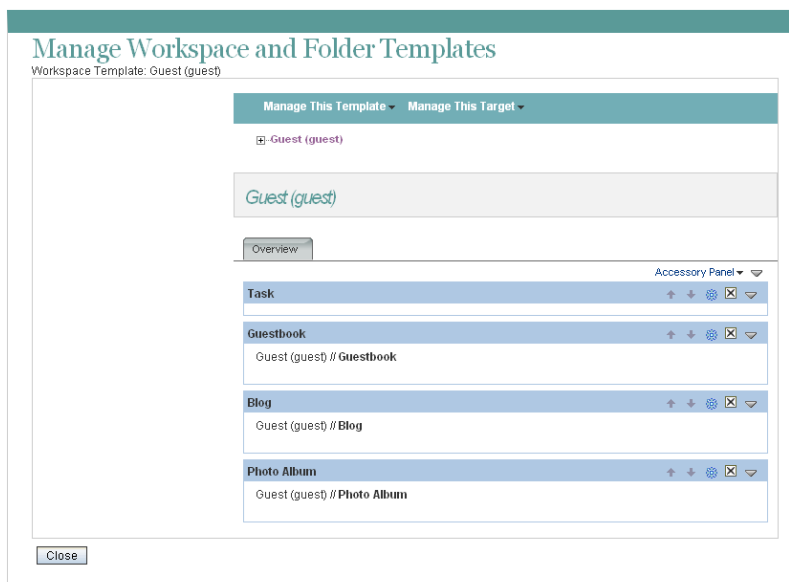 Manage Workspace and Folder Templates
Workspace Template: Guest (guest)
Manage This Template Manage This Target
Guest (guest)
Guest (guest)
Overview
Accessory Panel
Task
Guestbook
Guest (guest) // Guestbook
Blog
Guest (guest) // Blog
Photo Album
Guest (guest) // Photo Album
Close